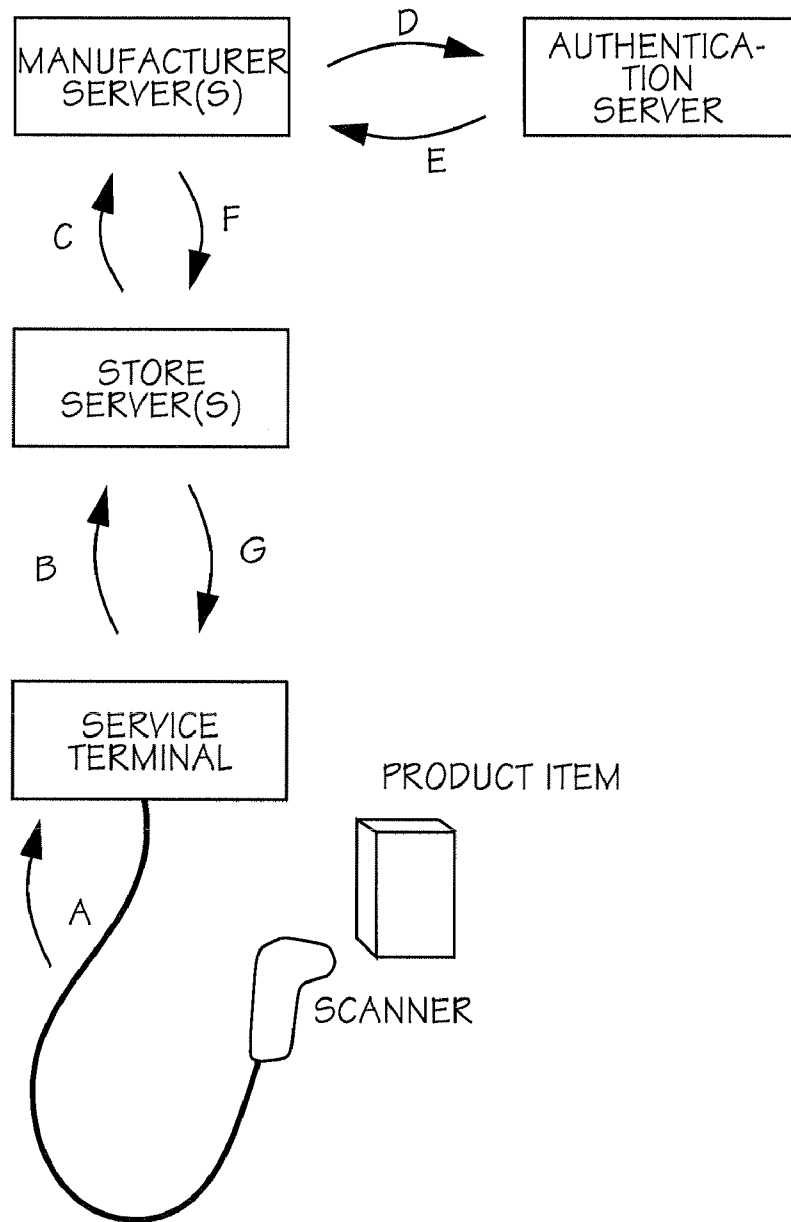 MANUFACTURER
SERVER(S)
D
AUTHENTICA-
TION
SERVER
E
C
F
STORE
SERVER(S)
B
G
SERVICE
TERMINAL
PRODUCT ITEM
A
SCANNER